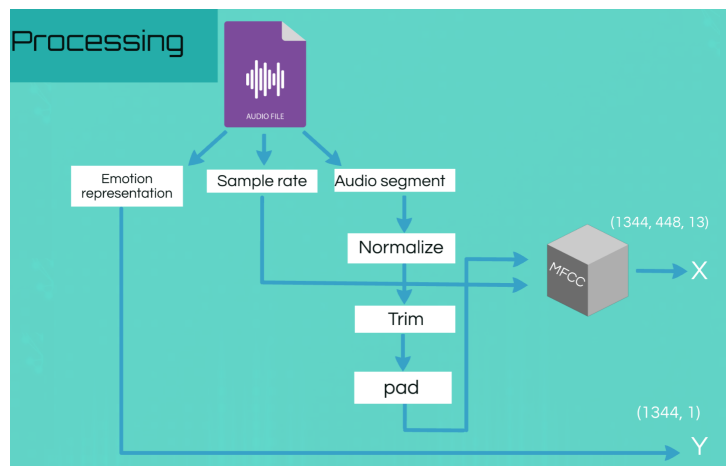 Processing
AUDIO FILE
Emotion
representation
Sample rate
Audio segment
Normalize
(1344, 448, 13)
MFCC
X
Trim
pad
(1344, 1)
Y